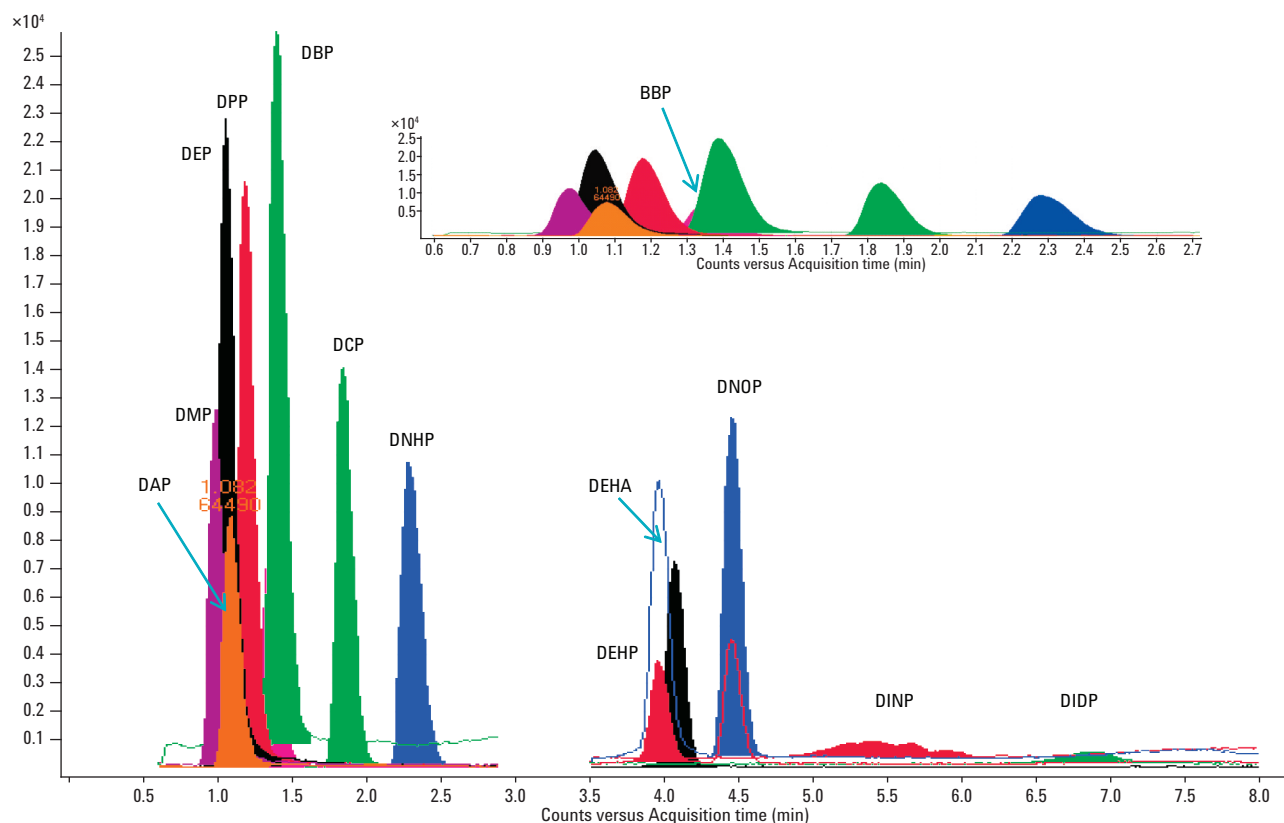 ×10⁴
2.5
2.4
2.3
2.2
2.1
2.0
1.9
1.8
1.7
1.6
1.5
1.4
1.3
1.2
1.1
1.0
0.9
0.8
0.7
0.6
0.5
0.4
0.3
0.2
0.1
DBP
DPP
DEP
DCP
DMP
DNHP
DAP
1.082
64490
BBP
×10⁴
2.5
2.0
1.5
1.0
0.5
1.082
64490
0.6 0.7 0.8 0.9 1.0 1.1 1.2 1.3 1.4 1.5 1.6 1.7 1.8 1.9 2.0 2.1 2.2 2.3 2.4 2.5 2.6 2.7
Counts versus Acquisition time (min)
DNOP
DEHA
DEHP
DINP
DIDP
0.5 1.0 1.5 2.0 2.5 3.0 3.5 4.0 4.5 5.0 5.5 6.0 6.5 7.0 7.5 8.0
Counts versus Acquisition time (min)